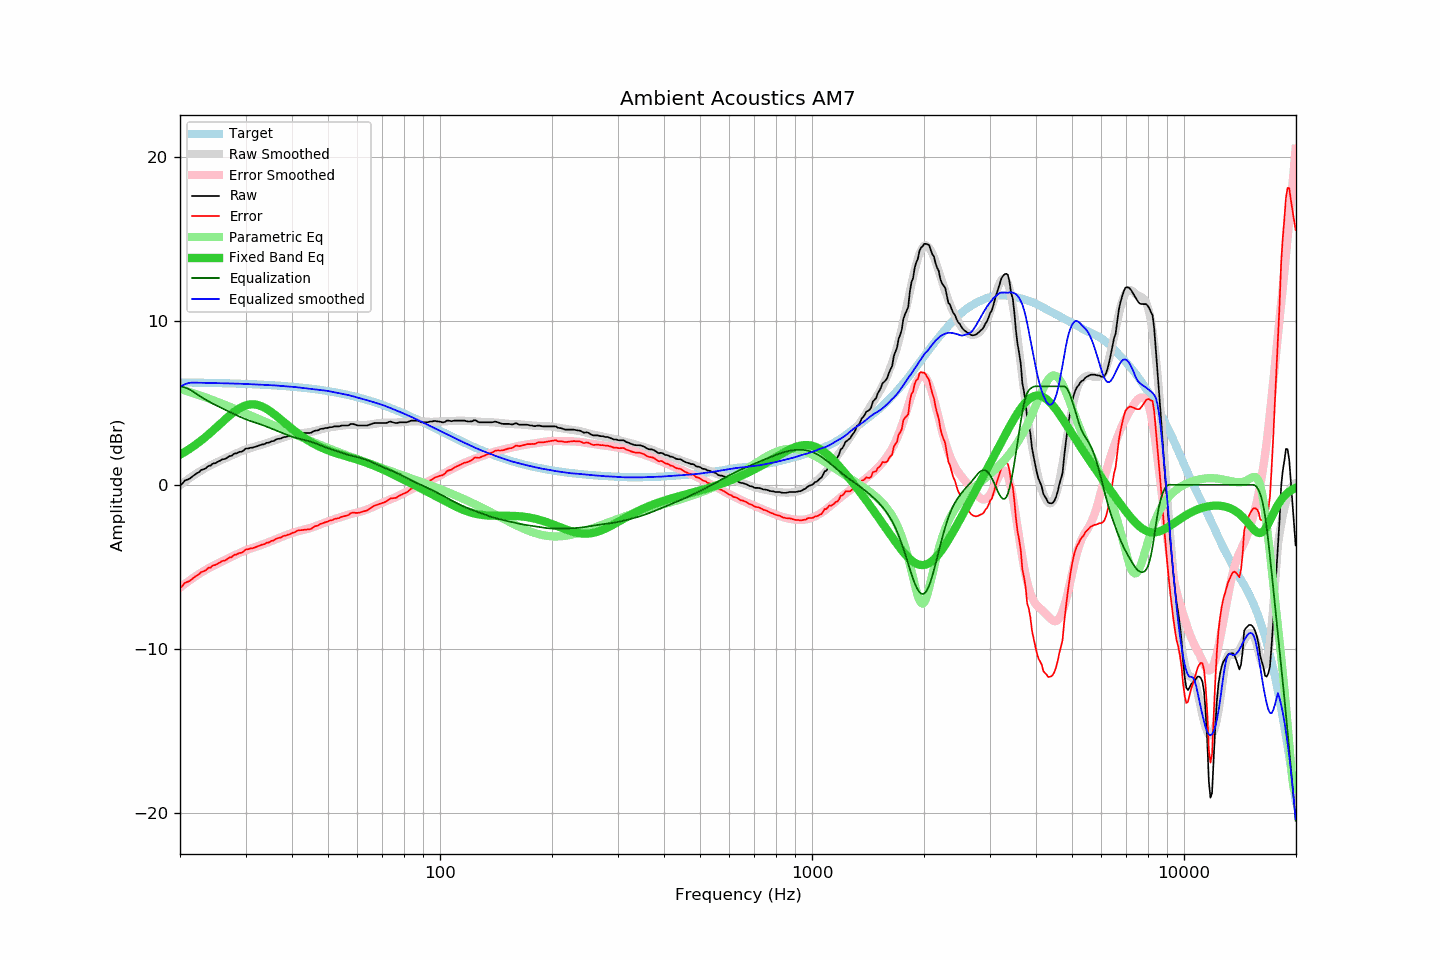 Ambient Acoustics AM7
Target
Raw Smoothed
Error Smoothed
Raw
Error
Parametric Eq
Fixed Band Eq
Equalization
Equalized smoothed
20
10
0
−10
−20
Amplitude (dBr)
100
1000
10000
Frequency (Hz)